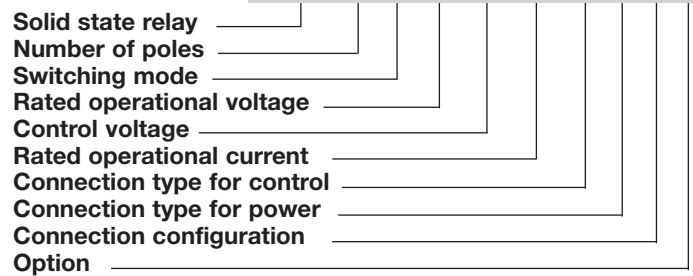 Solid state relay
Number of poles
Switching mode
Rated operational voltage
Control voltage
Rated operational current
Connection type for control
Connection type for power
Connection configuration
Option